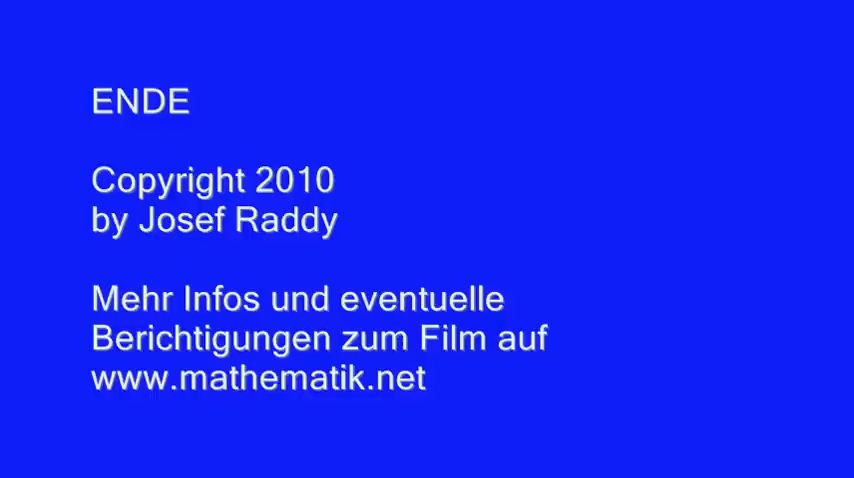 ENDE
Copyright 2010
by Josef Raddy
Mehr Infos und eventuelle
Berichtigungen zum Film auf
www.mathematik.net